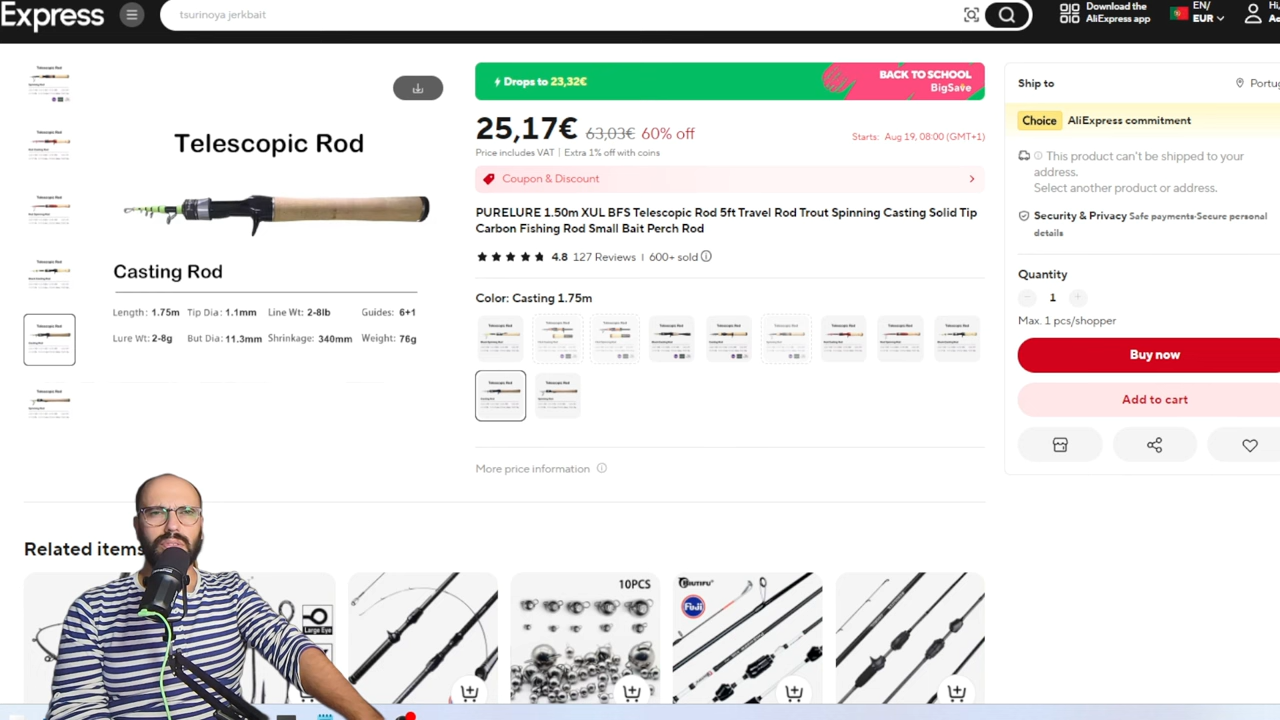 Express
tsurinoya jerkbait
Download the
AliExpress app
EN/
EUR
Hi,
Telescopic Rod
Casting Rod
Length: 1.75m Tip Dia: 1.1mm Line Wt: 2-8lb Guides: 6+1
Lure Wt: 2-8g But Dia: 11.3mm Shrinkage: 340mm Weight: 76g
Drops to 23,32€
BACK TO SCHOOL
BigSave
25,17€ 63,03€ 60% off
Starts: Aug 19, 08:00 (GMT+1)
Price includes VAT | Extra 1% off with coins
Coupon & Discount
1.50m XUL BFS Telescopic Rod Rod Trout Spinning Casting Solid Tip
Carbon Fishing Rod Small Bait Perch Rod
4.8 127 Reviews | 600+ sold
Color: Casting 1.75m
More price information
Ship to
Choice AliExpress commitment
This product can't be shipped to your
address.
Select another product or address.
Security & Privacy Safe payments·Secure personal
details
Quantity
1
Max. 1 pcs/shopper
Buy now
Add to cart
Related items
Large Eye
10PCS
FUJI